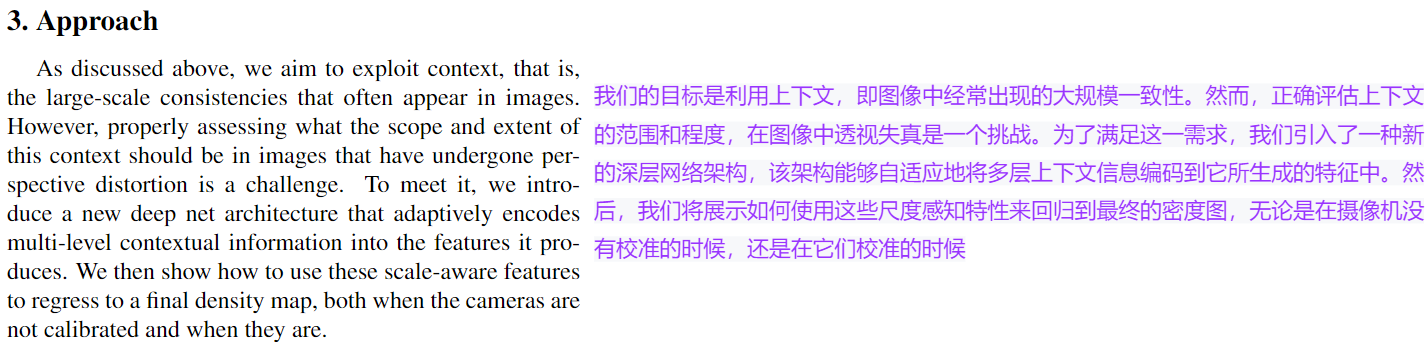 3. Approach
As discussed above, we aim to exploit context, that is,
the large-scale consistencies that often appear in images.
However, properly assessing what the scope and extent of
this context should be in images that have undergone per-
spective distortion is a challenge. To meet it, we intro-
duce a new deep net architecture that adaptively encodes
multi-level contextual information into the features it pro-
duces. We then show how to use these scale-aware features
to regress to a final density map, both when the cameras are
not calibrated and when they are.
我们的目标是利用上下文，即图像中经常出现的大规模一致性。然而，正确评估上下文
的范围和程度，在图像中透视失真是一个挑战。为了满足这一需求，我们引入了一种新
的深层网络架构，该架构能够自适应地将多层上下文信息编码到它所生成的特征中。然
后，我们将展示如何使用这些尺度感知特性来回归到最终的密度图，无论是在摄像机没
有校准的时候，还是在它们校准的时候